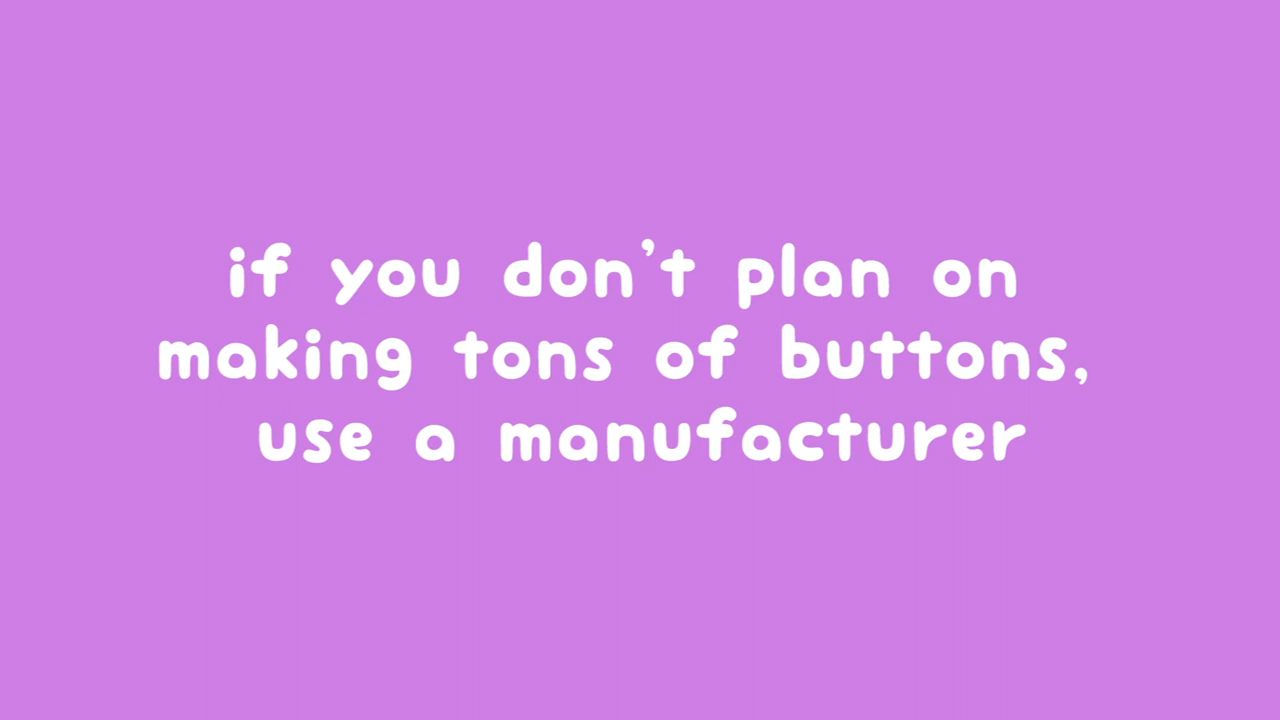 if you don't plan on
making tons of buttons,
use a manufacturer